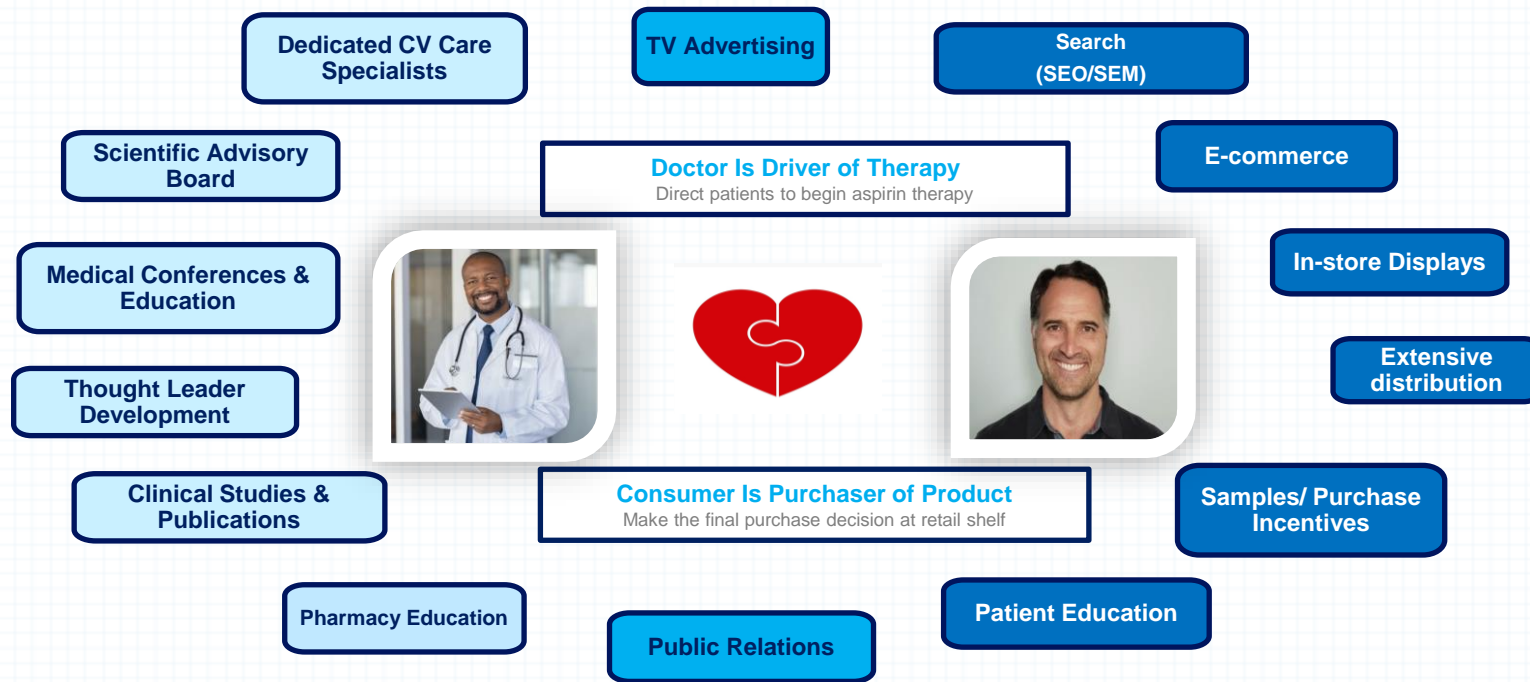 Dedicated CV Care
Specialists
TV Advertising
Search
(SEO/SEM)
Scientific Advisory
Board
Doctor Is Driver of Therapy
Direct patients to begin aspirin therapy
E-commerce
Medical Conferences &
Education
In-store Displays
Thought Leader
Development
Extensive
distribution
Clinical Studies &
Publications
Consumer Is Purchaser of Product
Make the final purchase decision at retail shelf
Samples/ Purchase
Incentives
Pharmacy Education
Public Relations
Patient Education